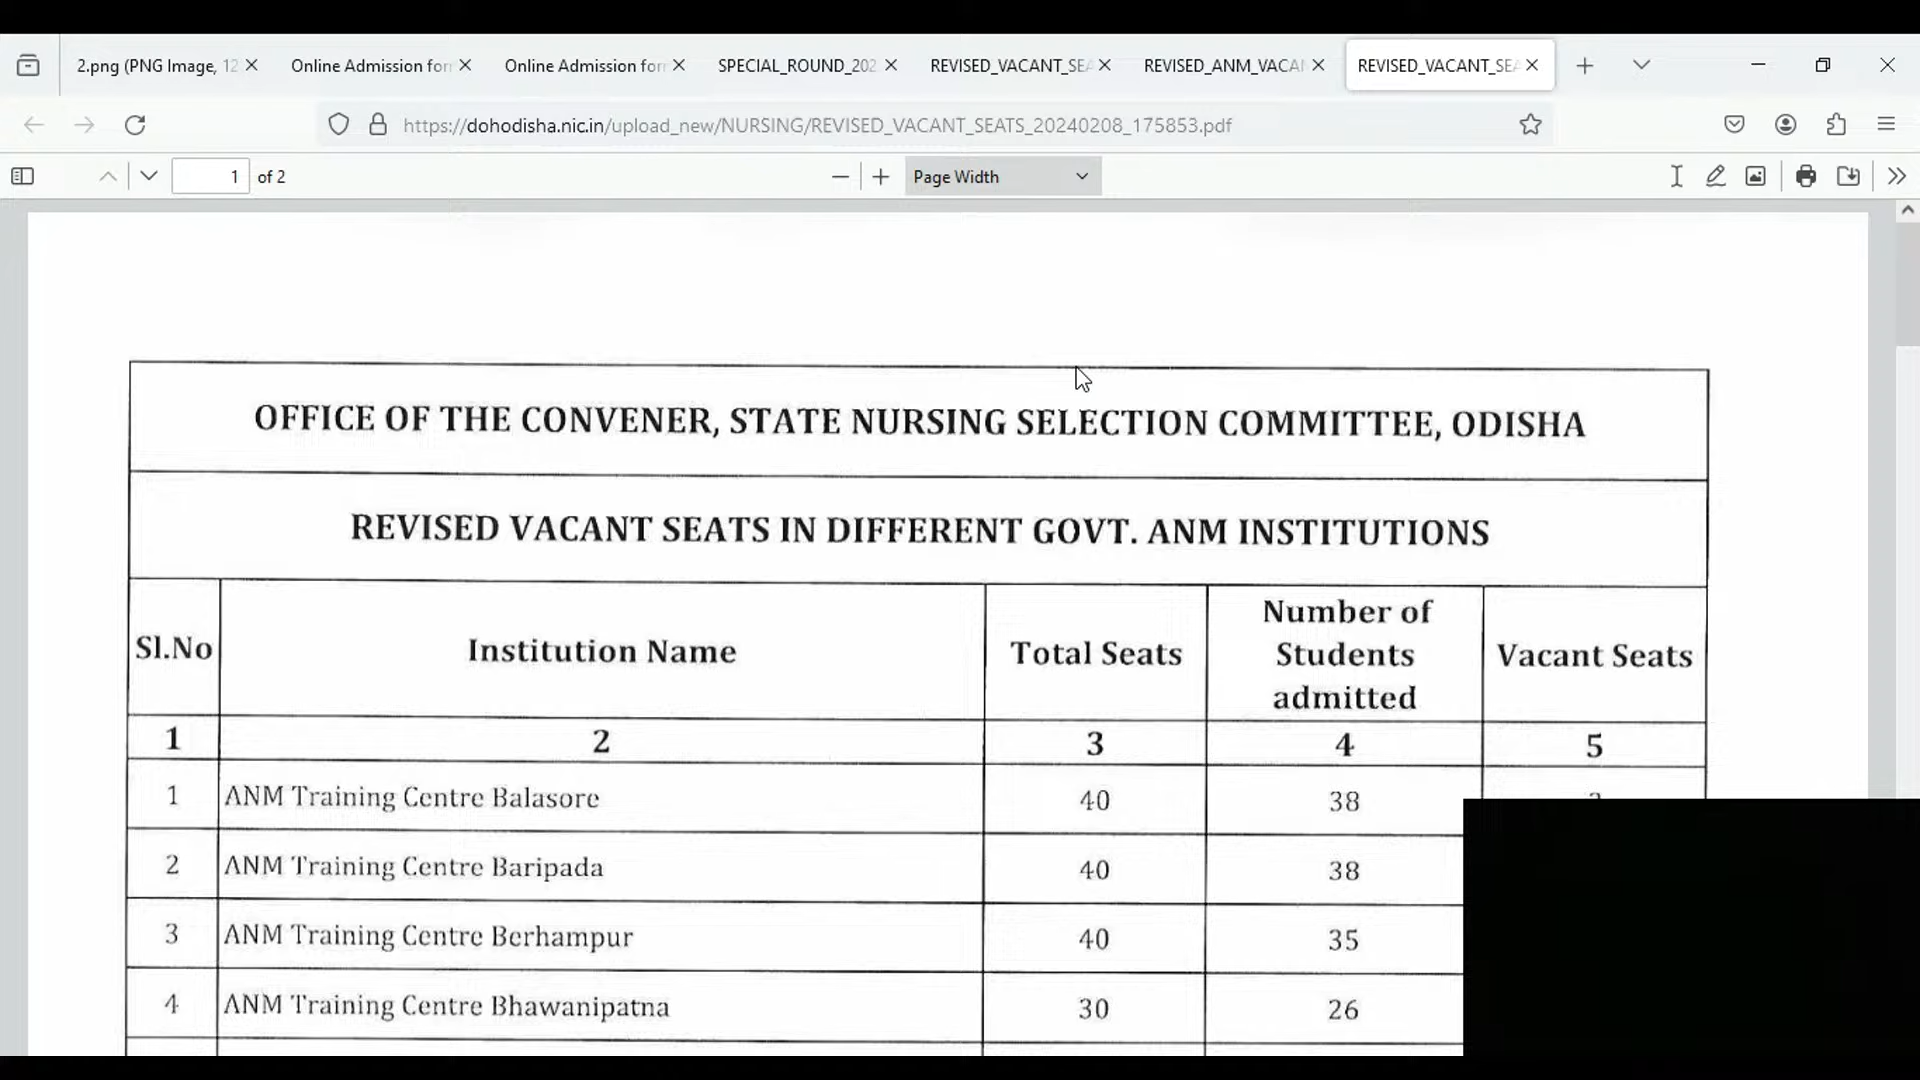 2.png (PNG Image, 12
Online Admission for
Online Admission for
SPECIAL_ROUND_202
REVISED_VACANT_SEA
REVISED_ANM_VACAN
REVISED_VACANT_SEA
https://dohodisha.nic.in/upload_new/NURSING/REVISED_VACANT_SEATS_20240208_175853.pdf
1 of 2
Page Width
OFFICE OF THE CONVENER, STATE NURSING SELECTION COMMITTEE, ODISHA
REVISED VACANT SEATS IN DIFFERENT GOVT. ANM INSTITUTIONS
Sl.No Institution Name Total Seats Number of Students admitted Vacant Seats
1 2 3 4 5
1 ANM Training Centre Balasore 40 38
2 ANM Training Centre Baripada 40 38
3 ANM Training Centre Berhampur 40 35
4 ANM Training Centre Bhawanipatna 30 26